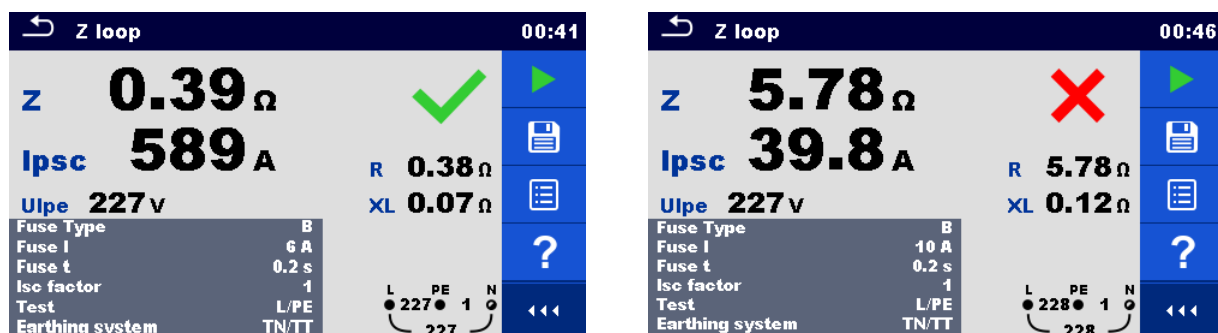 Z loop 00:41
Z 0.39 Ω
Ipsc 589 A
R 0.38 Ω
Ulpe 227 V
XL 0.07 Ω
Fuse Type B
Fuse I 6 A
Fuse t 0.2 s
Isc factor 1
Test L/PE
Earthing system TN/TT
L PE N
227 1
227
?
Z loop 00:46
Z 5.78 Ω
Ipsc 39.8 A
R 5.78 Ω
Ulpe 227 V
XL 0.12 Ω
Fuse Type B
Fuse I 10 A
Fuse t 0.2 s
Isc factor 1
Test L/PE
Earthing system TN/TT
L PE N
228 1
228
?